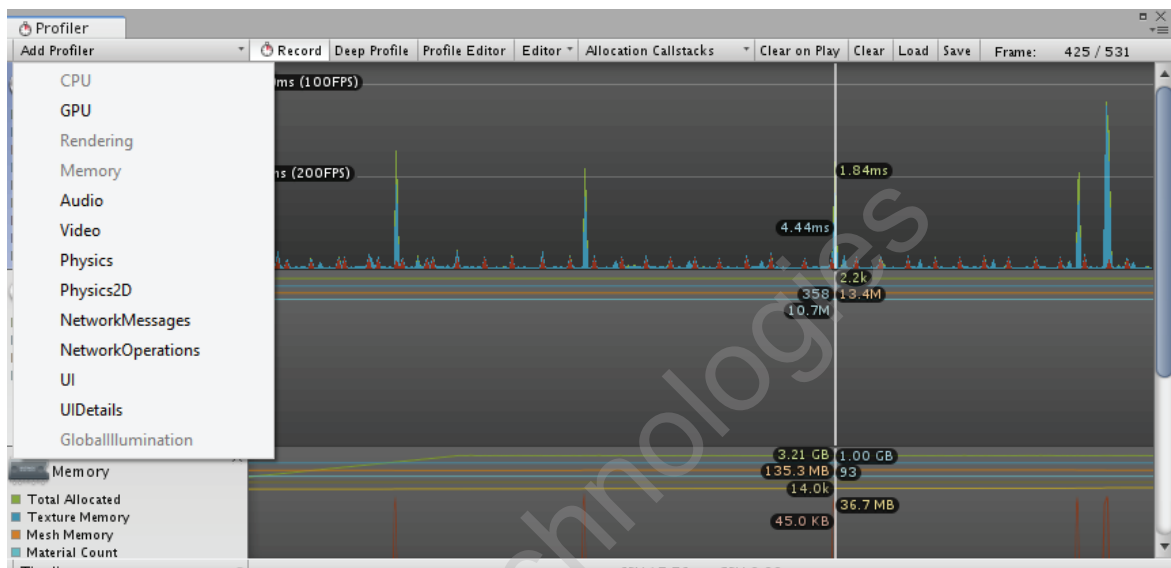 Profiler
Add Profiler Record Deep Profile Profile Editor Editor Allocation Callstacks Clear on Play Clear Load Save Frame: 425 / 531
CPU
ms (100FPS)
GPU
Rendering
Memory
(200FPS)
1.84ms
Audio
Video
4.44ms
Physics
2.2k
Physics2D
358 13.4M
10.7M
NetworkMessages
NetworkOperations
UI
UIDetails
GlobalIllumination
3.21 GB 1.00 GB
Memory
135.3 MB 93
14.0k
Total Allocated
36.7 MB
Texture Memory
45.0 KB
Mesh Memory
Material Count
chnologies